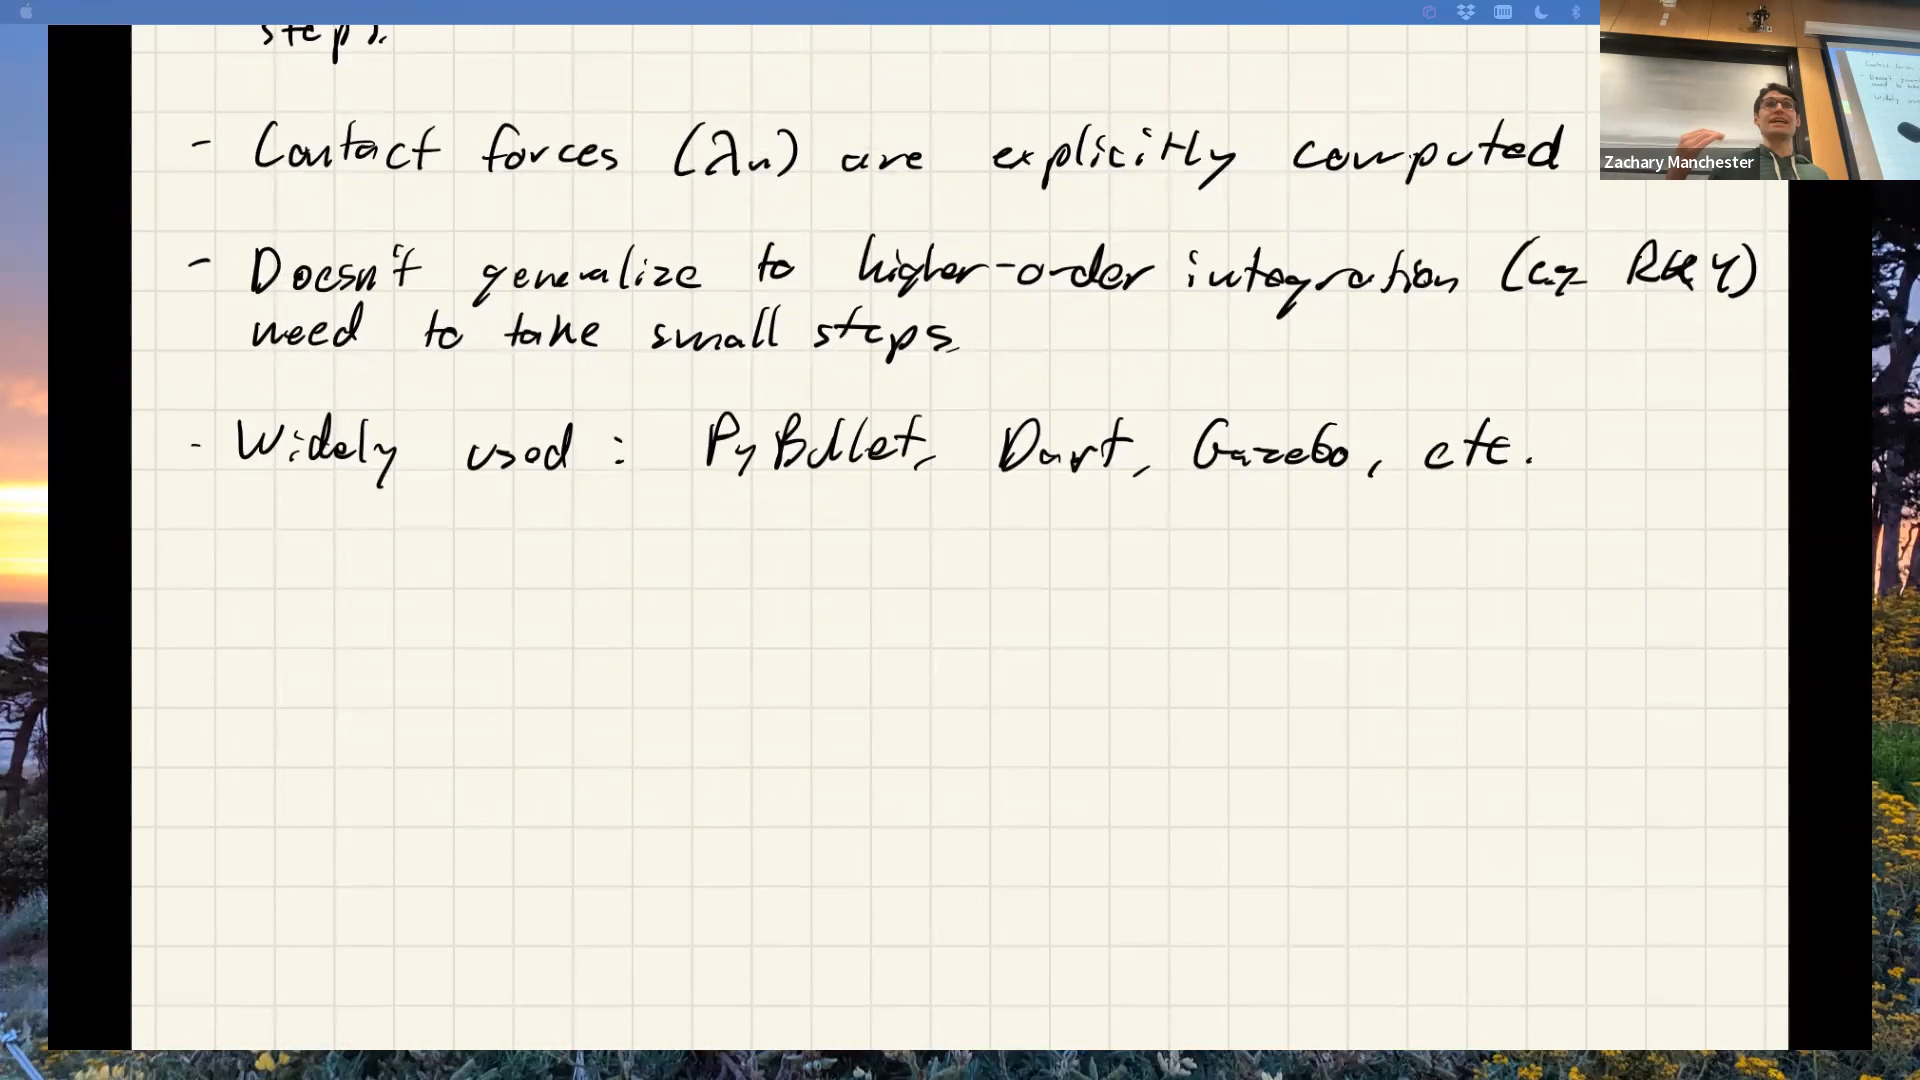 steps.
- Contact forces (λn) are explicitly computed
Zachary Manchester
- Doesn't generalize to higher-order integration (eg RK4)
need to take small steps.
- Widely used : PyBullet, Dart, Gazebo, etc.